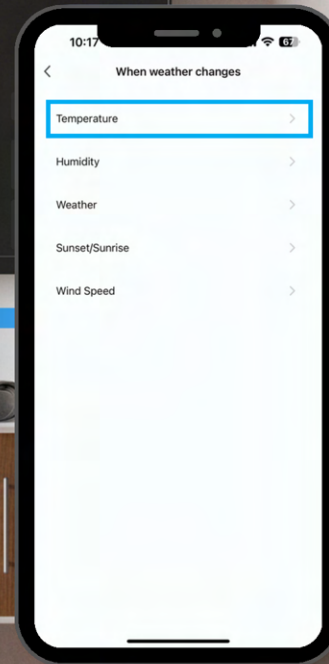 10:17
67
When weather changes
Temperature
Humidity
Weather
Sunset/Sunrise
Wind Speed